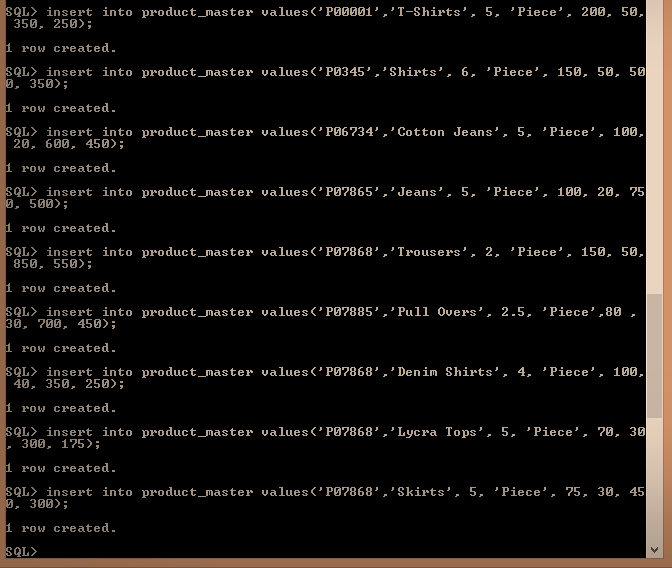 SQL> insert into product_master values('P00001','T-Shirts', 5, 'Piece', 200, 50,
 350, 250);
1 row created.
SQL> insert into product_master values('P0345','Shirts', 6, 'Piece', 150, 50, 50
0, 350);
1 row created.
SQL> insert into product_master values('P06734','Cotton Jeans', 5, 'Piece', 100,
 20, 600, 450);
1 row created.
SQL> insert into product_master values('P07865','Jeans', 5, 'Piece', 100, 20, 75
0, 500);
1 row created.
SQL> insert into product_master values('P07868','Trousers', 2, 'Piece', 150, 50,
 850, 550);
1 row created.
SQL> insert into product_master values('P07885','Pull Overs', 2.5, 'Piece',80 ,
30, 700, 450);
1 row created.
SQL> insert into product_master values('P07868','Denim Shirts', 4, 'Piece', 100,
 40, 350, 250);
1 row created.
SQL> insert into product_master values('P07868','Lycra Tops', 5, 'Piece', 70, 30
, 300, 175);
1 row created.
SQL> insert into product_master values('P07868','Skirts', 5, 'Piece', 75, 30, 45
0, 300);
1 row created.
SQL>